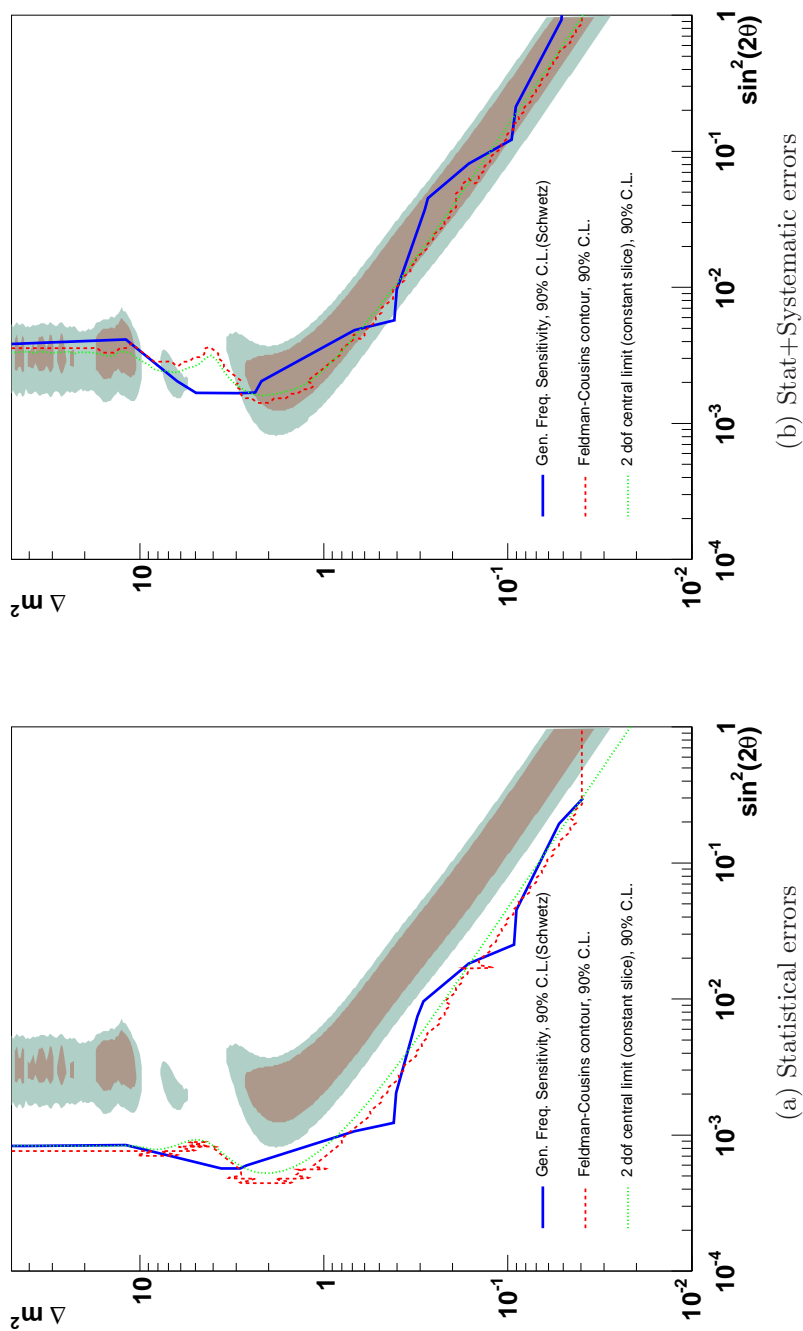 Δ m²
10
1
10⁻¹
10⁻²
10⁻⁴
10⁻³
10⁻²
10⁻¹
1
sin²(2θ)
Gen. Freq. Sensitivity, 90% C.L.(Schwetz)
Feldman-Cousins contour, 90% C.L.
2 dof central limit (constant slice), 90% C.L.
(a) Statistical errors
Δ m²
10
1
10⁻¹
10⁻²
10⁻⁴
10⁻³
10⁻²
10⁻¹
1
sin²(2θ)
Gen. Freq. Sensitivity, 90% C.L.(Schwetz)
Feldman-Cousins contour, 90% C.L.
2 dof central limit (constant slice), 90% C.L.
(b) Stat+Systematic errors